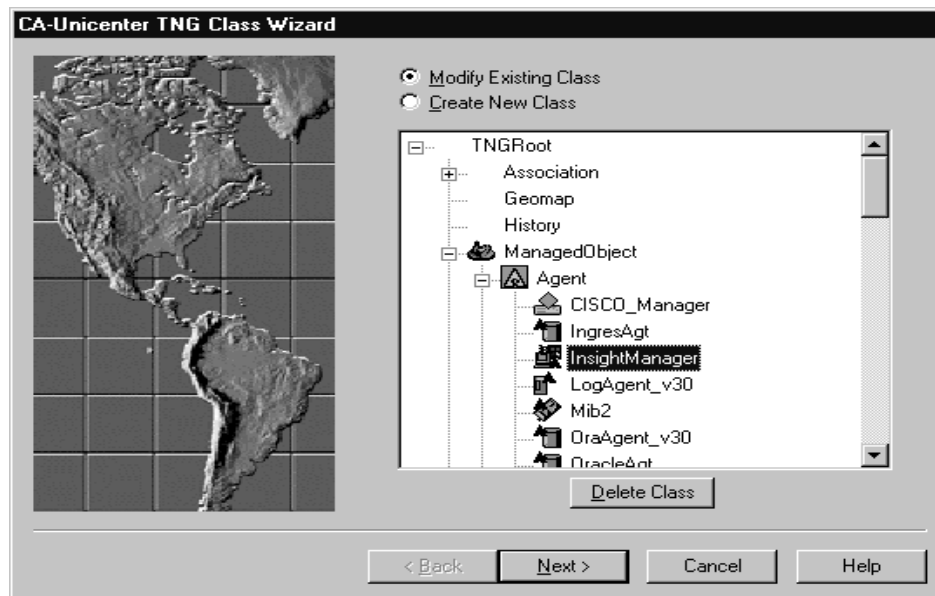 CA-Unicenter TNG Class Wizard
Modify Existing Class
Create New Class
TNGRoot
Association
Geomap
History
ManagedObject
Agent
CISCO_Manager
IngresAgt
InsightManager
LogAgent_v30
Mib2
OraAgent_v30
OracleAgt
Delete Class
< Back
Next >
Cancel
Help